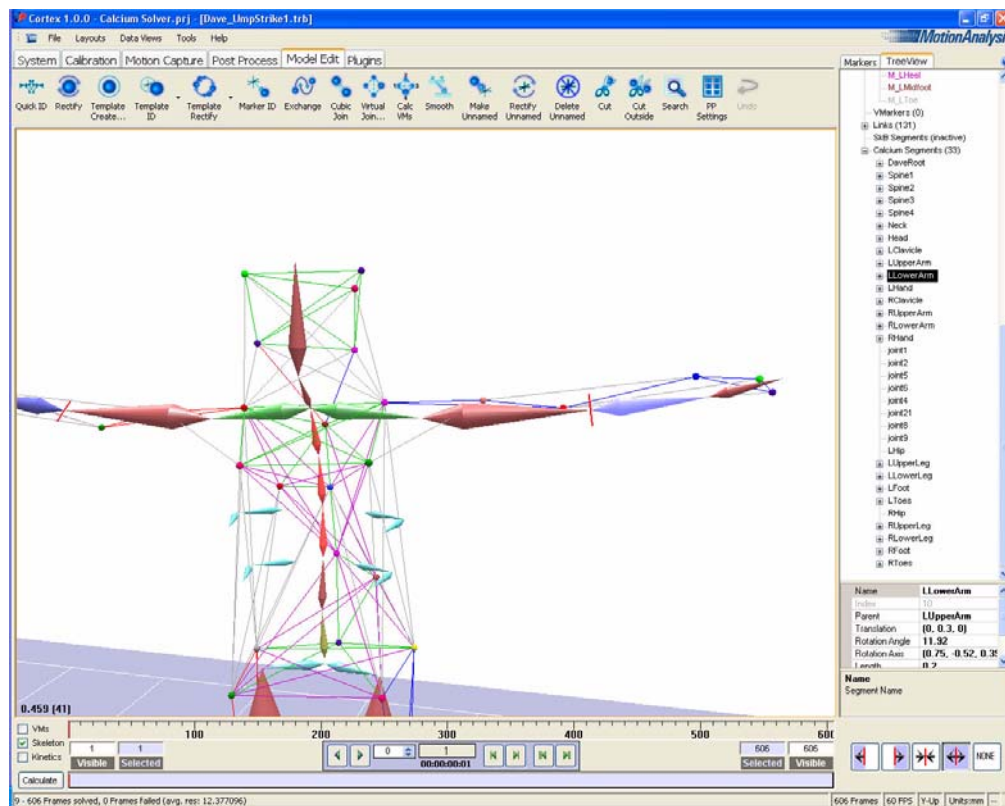 Cortex 1.0.0 - Calcium Solver.prj - [Dave_UmpStrike1.trb]
File Layouts Data Views Tools Help
MotionAnalysis
System Calibration Motion Capture Post Process Model Edit Plugins
Quick ID Rectify Template Create... Template ID Template Rectify Marker ID Exchange Cubic Join Virtual Join... Calc VMs Smooth Make Unnamed Rectify Unnamed Delete Unnamed Cut Cut Outside Search PP Settings Undo
Markers TreeView
M_LHeel
M_LMidfoot
M_LToe
VMarkers (0)
Links (131)
SkB Segments (inactive)
Calcium Segments (33)
DaveRoot
Spine1
Spine2
Spine3
Spine4
Neck
Head
LClavicle
LUpperArm
LLowerArm
LHand
RClavicle
RUpperArm
RLowerArm
RHand
joint1
joint2
joint5
joint6
joint4
joint21
joint8
joint9
LHip
LUpperLeg
LLowerLeg
LFoot
LToes
RHip
RUpperLeg
RLowerLeg
RFoot
RToes
Name LLowerArm
Index 10
Parent LUpperArm
Translation (0, 0.3, 0)
Rotation Angle 11.92
Rotation Axis (0.75, -0.52, 0.39
Length 0.2
Name
Segment Name
0.459 (41)
100 200 300 400 500 600
VMs
Skeleton
Kinetics
1 1
Visible Selected
0 1
00:00:00:01
606 606
Selected Visible
NONE
Calculate
9 - 606 Frames solved, 0 Frames failed (avg. res: 12.377096)
606 Frames 60 FPS Y-Up Units:mm